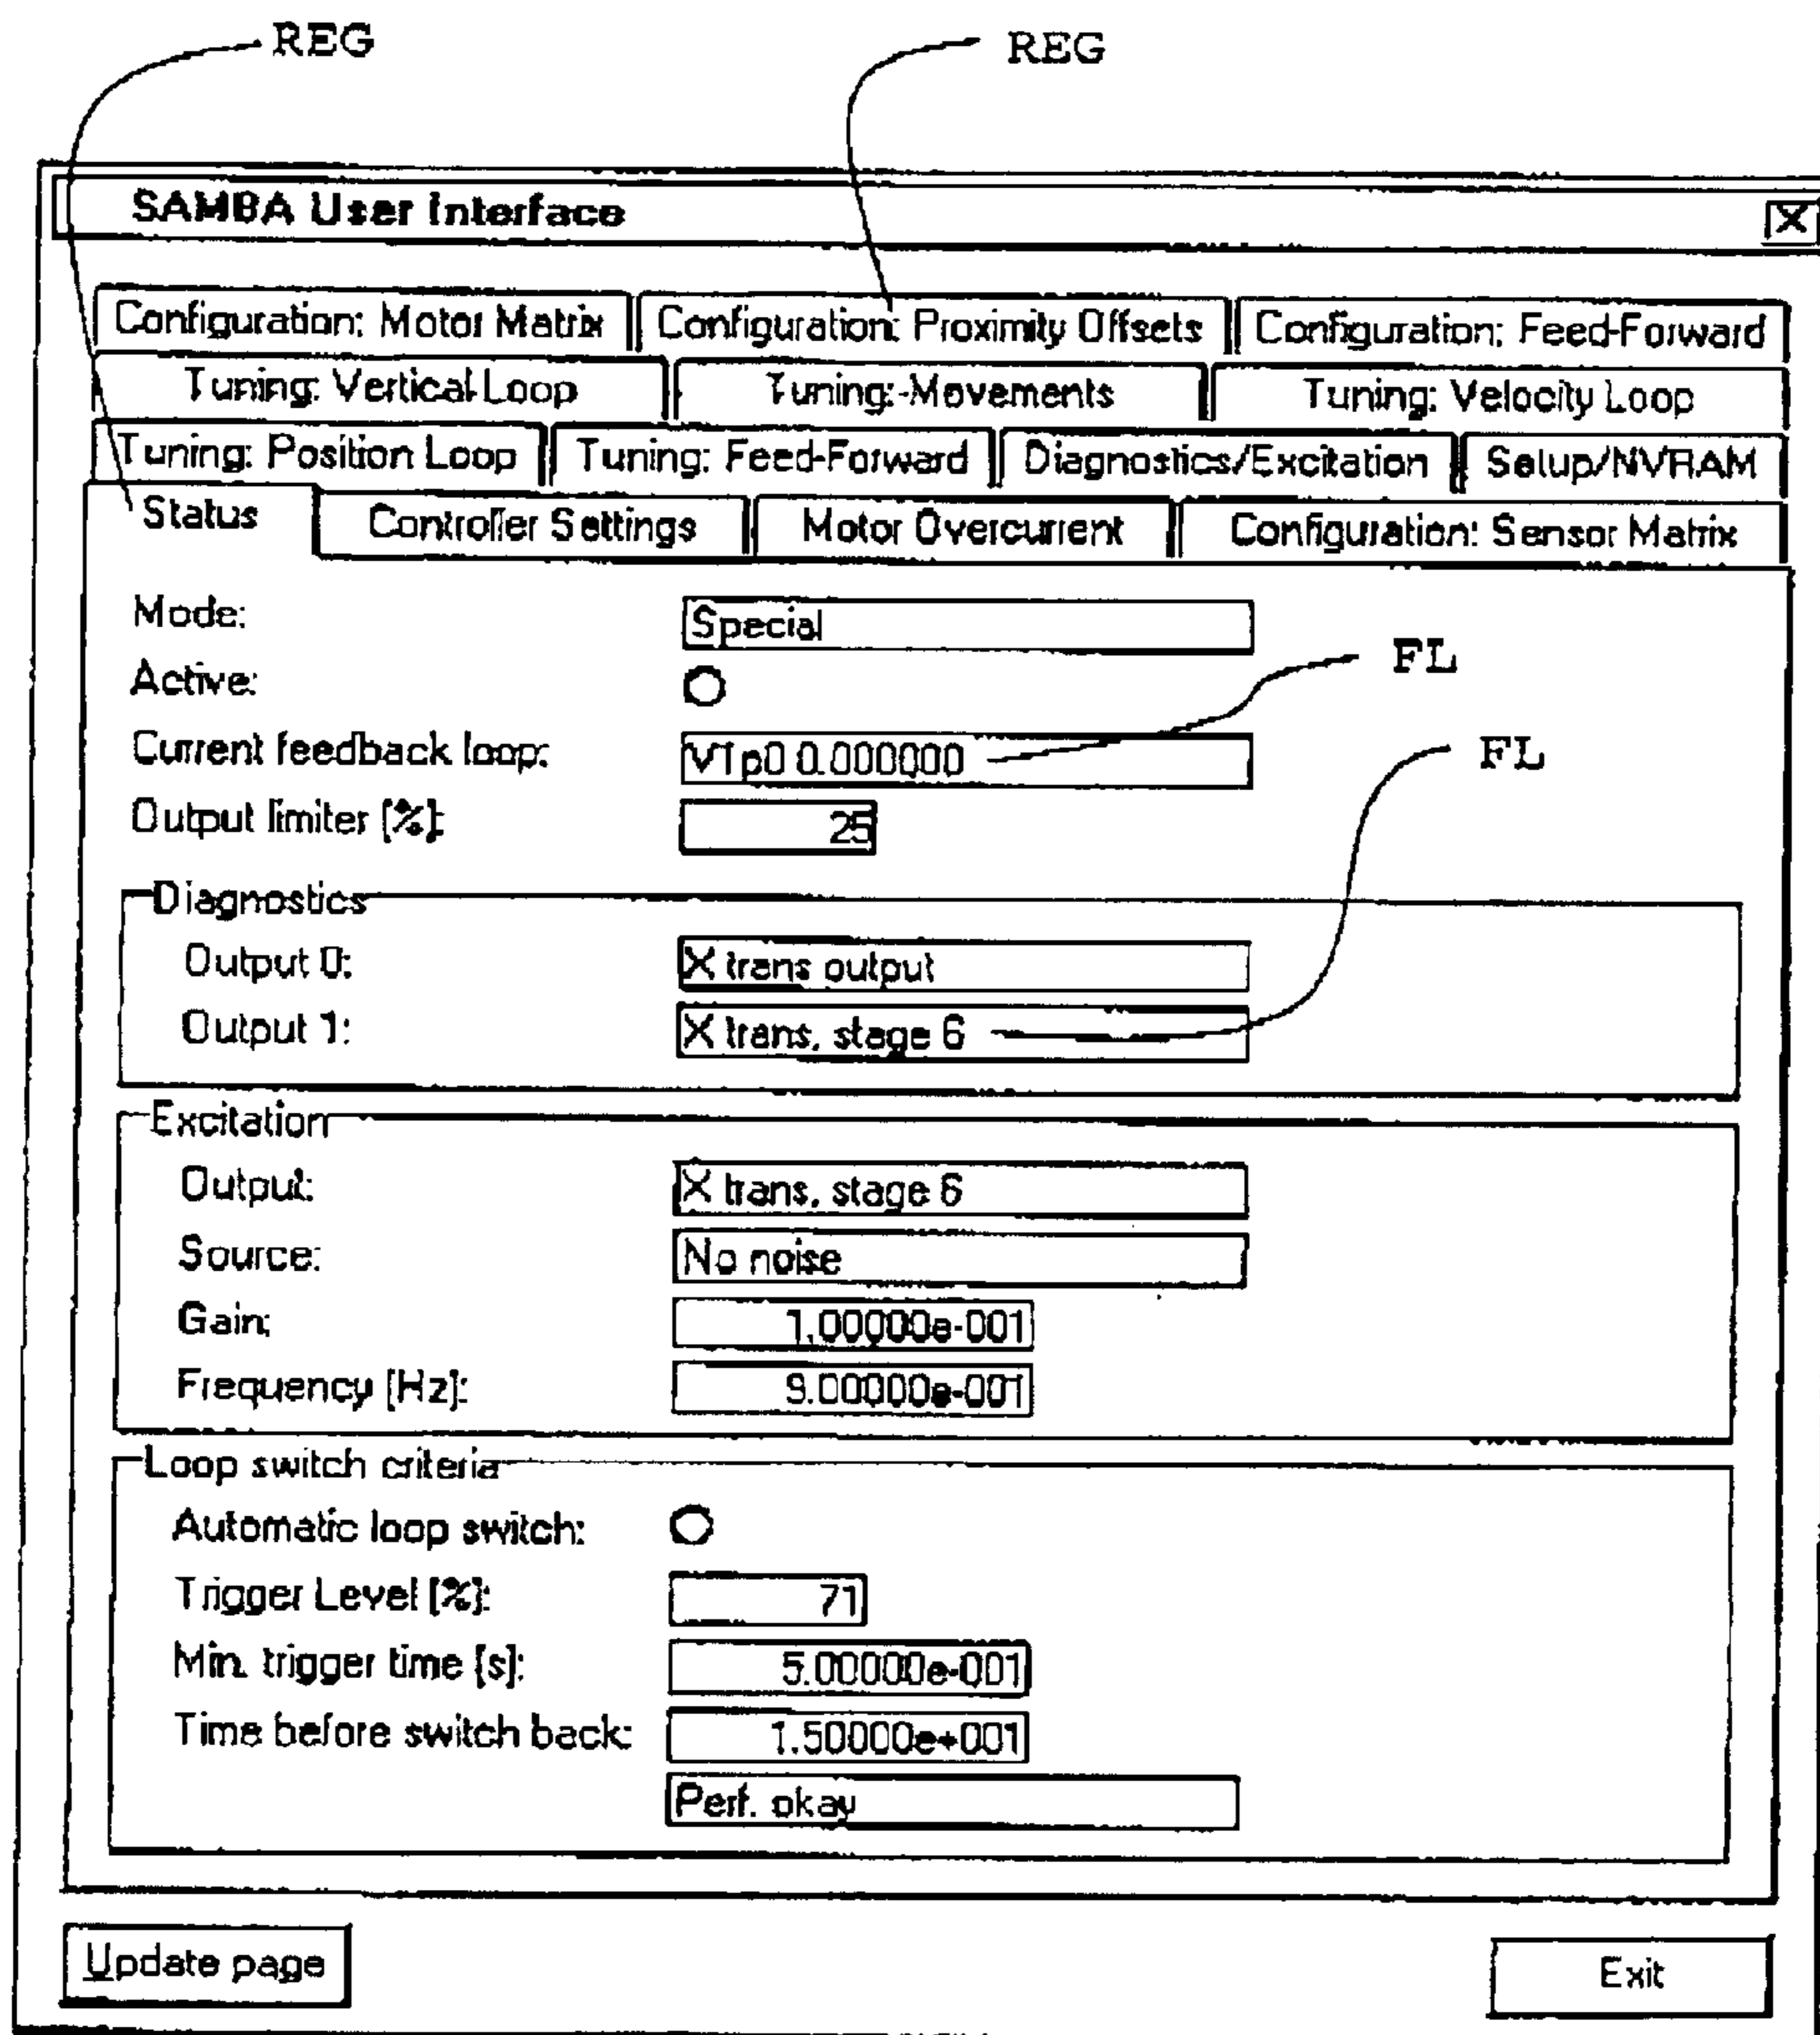 REG REG
SAMBA User Interface
Configuration: Motor Matrix Configuration: Proximity Offsets Configuration: Feed-Forward
Tuning: Vertical Loop Tuning: Movements Tuning: Velocity Loop
Tuning: Position Loop Tuning: Feed-Forward Diagnostics/Excitation Setup/NVRAM
Status Controller Settings Motor Overcurrent Configuration: Sensor Matrix
Mode: Special
Active: FL
Current feedback loop: V1p0 0.000000 FL
Output limiter [%]: 25
Diagnostics
Output 0: X trans output
Output 1: X trans, stage 6
Excitation
Output: X trans, stage 6
Source: No noise
Gain: 1.00000e-001
Frequency [Hz]: 9.00000e-001
Loop switch criteria
Automatic loop switch:
Trigger Level [%]: 71
Min. trigger time [s]: 5.00000e-001
Time before switch back: 1.50000e+001
Perf. okay
Update page Exit